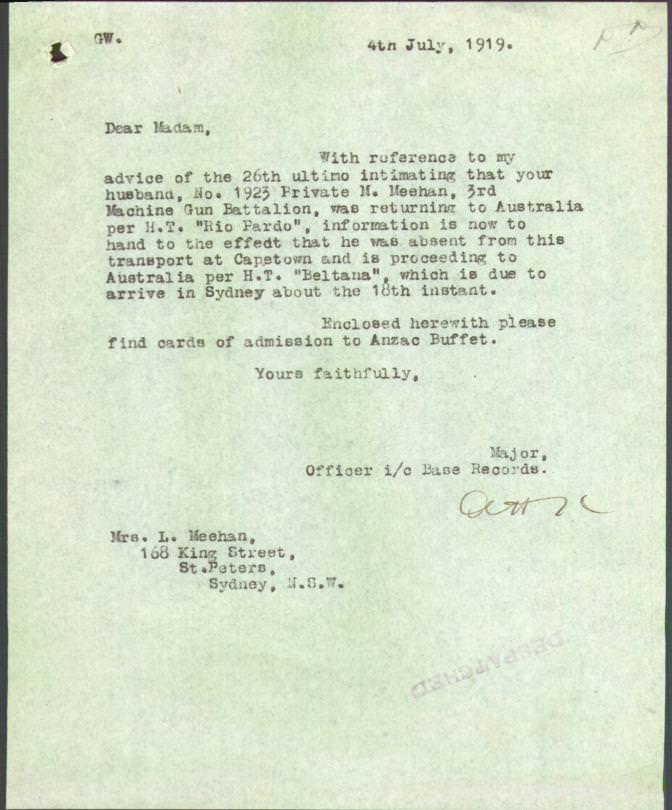 GW.
4th July, 1919.
Dear Madam,
With reference to my
advice of the 26th ultimo intimating that your
husband, No. 1923 Private M. Meehan, 3rd
Machine Gun Battalion, was returning to Australia
per H.T. "Rio Pardo", information is now to
hand to the effect that he was absent from this
transport at Capetown and is proceeding to
Australia per H.T. "Beltana", which is due to
arrive in Sydney about the 18th instant.
Enclosed herewith please
find cards of admission to Anzac Buffet.
Yours faithfully,
Major,
Officer i/c Base Records.
Mrs. L. Meehan,
168 King Street,
St.Peters,
Sydney, N.S.W.
DESPATCHED